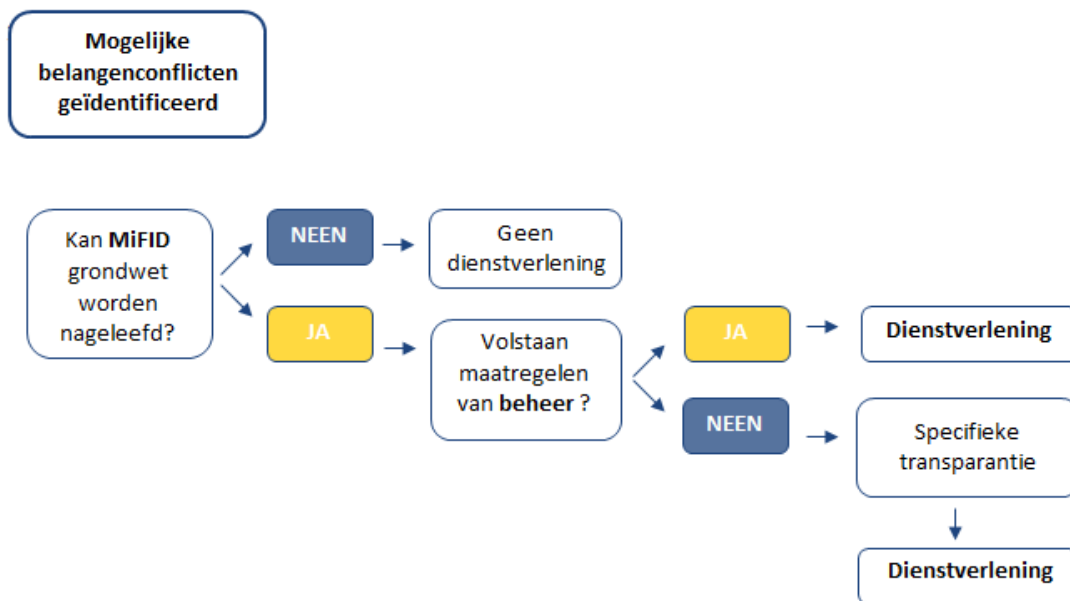 Mogelijke
belangenconflicten
geïdentificeerd
Kan MiFID
grondwet
worden
nageleefd?
NEEN
Geen
dienstverlening
JA
Volstaan
maatregelen
van beheer ?
JA
Dienstverlening
NEEN
Specifieke
transparantie
Dienstverlening